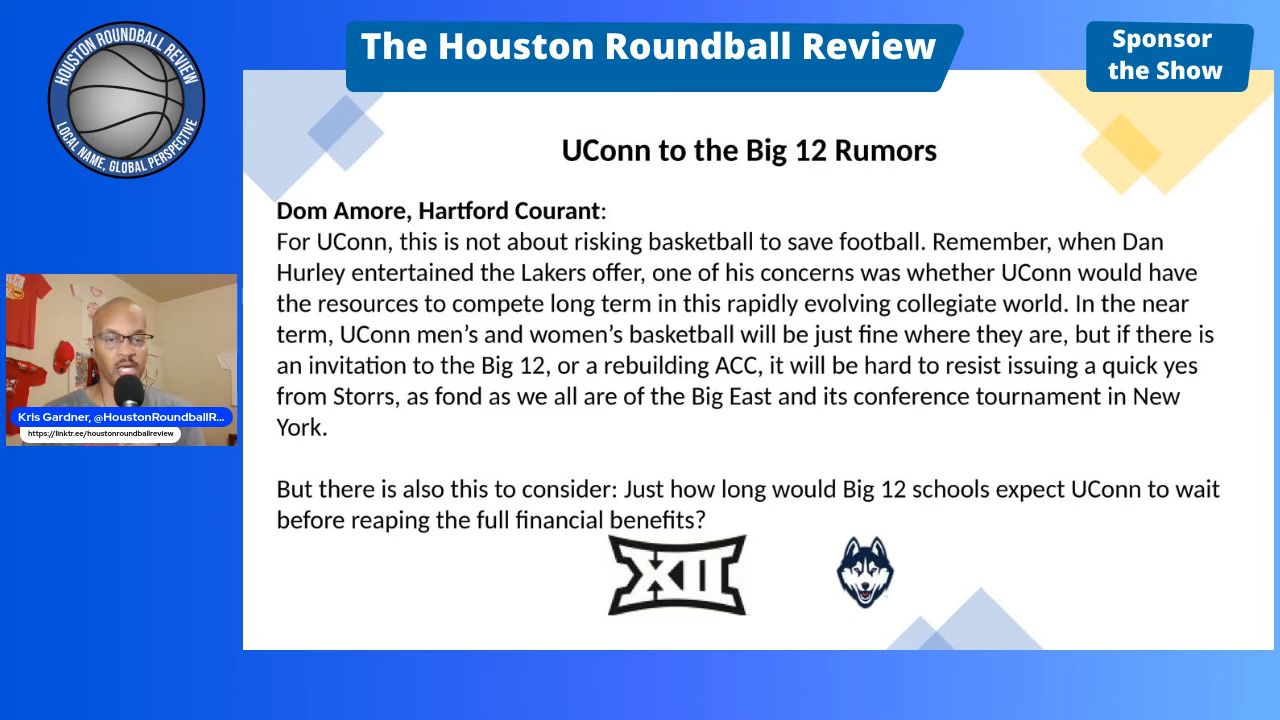 HOUSTON ROUNDBALL REVIEW
LOCAL NAME, GLOBAL PERSPECTIVE
The Houston Roundball Review
Sponsor
the Show
UConn to the Big 12 Rumors
Dom Amore, Hartford Courant:
For UConn, this is not about risking basketball to save football. Remember, when Dan
Hurley entertained the Lakers offer, one of his concerns was whether UConn would have
the resources to compete long term in this rapidly evolving collegiate world. In the near
term, UConn men’s and women’s basketball will be just fine where they are, but if there is
an invitation to the Big 12, or a rebuilding ACC, it will be hard to resist issuing a quick yes
from Storrs, as fond as we all are of the Big East and its conference tournament in New
York.
But there is also this to consider: Just how long would Big 12 schools expect UConn to wait
before reaping the full financial benefits?
XII
Kris Gardner, @HoustonRoundballR...
https://linktr.ee/houstonroundballreview